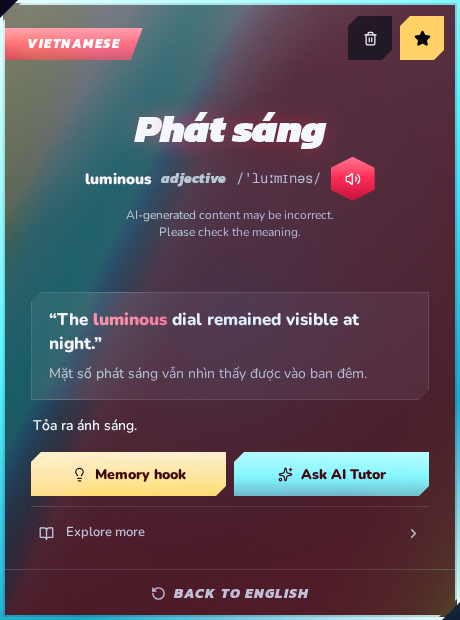 VIETNAMESE
Phát sáng
luminous adjective /ˈluːmɪnəs/
AI-generated content may be incorrect.
Please check the meaning.
“The luminous dial remained visible at
night.”
Mặt số phát sáng vẫn nhìn thấy được vào ban đêm.
Tỏa ra ánh sáng.
Memory hook
Ask AI Tutor
Explore more
BACK TO ENGLISH